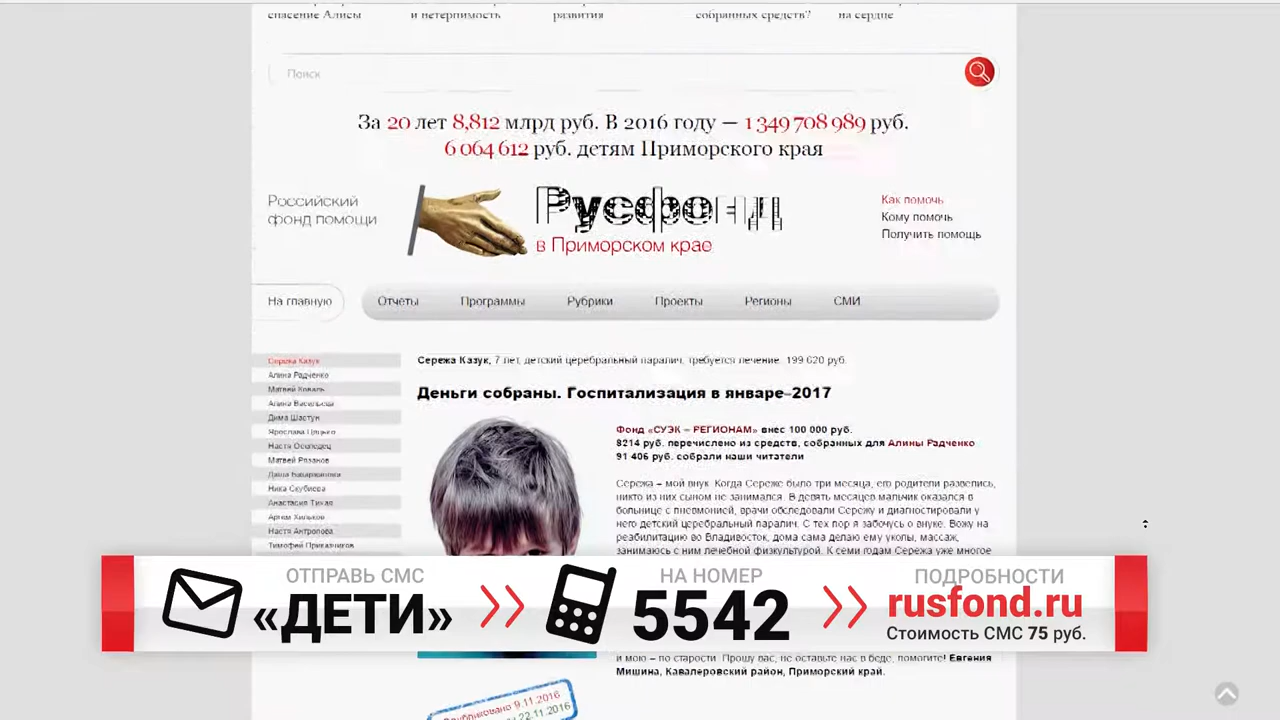 спасение Алисы и нетерпимость развития собранных средств? на сердце
Поиск
За 20 лет 8,812 млрд руб. В 2016 году — 1 349 708 989 руб.
6 064 612 руб. детям Приморского края
Российский
фонд помощи
Русфонд
в Приморском крае
Как помочь
Кому помочь
Получить помощь
На главную Отчеты Программы Рубрики Проекты Регионы СМИ
Сережа Казук
Алина Радченко
Матвей Коваль
Алина Васильева
Дима Шастун
Ярослава Цацько
Настя Осолодец
Матвей Рязанов
Даша
Ника Скубиева
Анастасия Тихая
Артем Хильков
Настя Антропова
Тимофей Приказчиков
Сережа Казук, 7 лет, детский церебральный паралич, требуется лечение. 199 620 руб.
Деньги собраны. Госпитализация в январе–2017
Фонд «СУЭК – РЕГИОНАМ» внес 100 000 руб.
8214 руб. перечислено из средств, собранных для Алины Радченко
91 406 руб. собрали наши читатели
Сережа – мой внук. Когда Сереже было три месяца, его родители развелись,
никто из них сыном не занимался. В девять месяцев мальчик оказался в
больнице с пневмонией, врачи обследовали Сережу и диагностировали у
него детский церебральный паралич. С тех пор я забочусь о внуке. Вожу на
реабилитацию во Владивосток, дома сама делаю ему уколы, массаж,
занимаюсь с ним лечебной физкультурой. К семи годам Сережа уже многое
ОТПРАВЬ СМС
«ДЕТИ»
НА НОМЕР
5542
ПОДРОБНОСТИ
rusfond.ru
Стоимость СМС 75 руб.
и мою – по старости. Прошу вас, не оставьте нас в беде, помогите! Евгения
Мишина, Кавалеровский район, Приморский край.
9.11.2016
22.11.2016